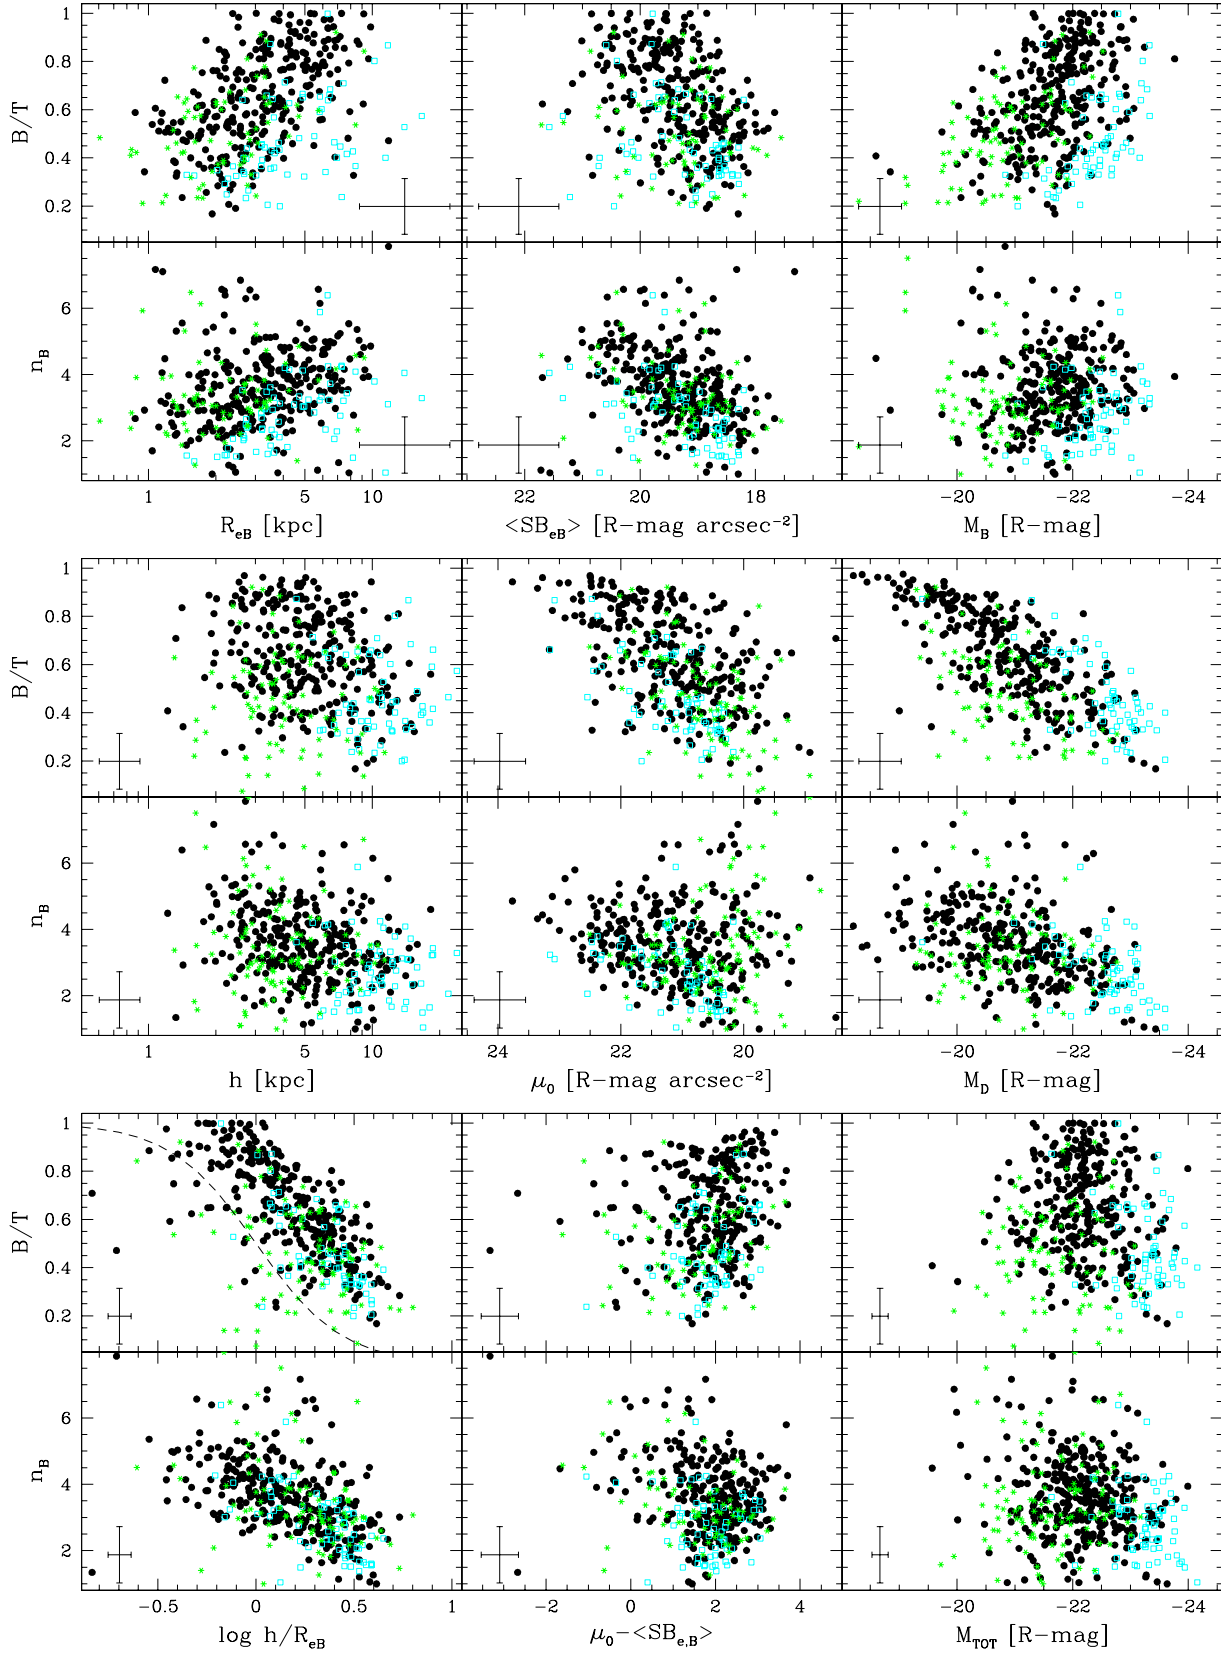 B/T
1
0.8
0.6
0.4
0.2
n_B
6
4
2
1 5 10
22 20 18
−20 −22 −24
R_eB [kpc]
<SB_eB> [R−mag arcsec⁻²]
M_B [R−mag]
B/T
1
0.8
0.6
0.4
0.2
n_B
6
4
2
1 5 10
24 22 20
−20 −22 −24
h [kpc]
μ₀ [R−mag arcsec⁻²]
M_D [R−mag]
B/T
1
0.8
0.6
0.4
0.2
n_B
6
4
2
−0.5 0 0.5 1
−2 0 2 4
−20 −22 −24
log h/R_eB
μ₀−<SB_e,B>
M_TOT [R−mag]